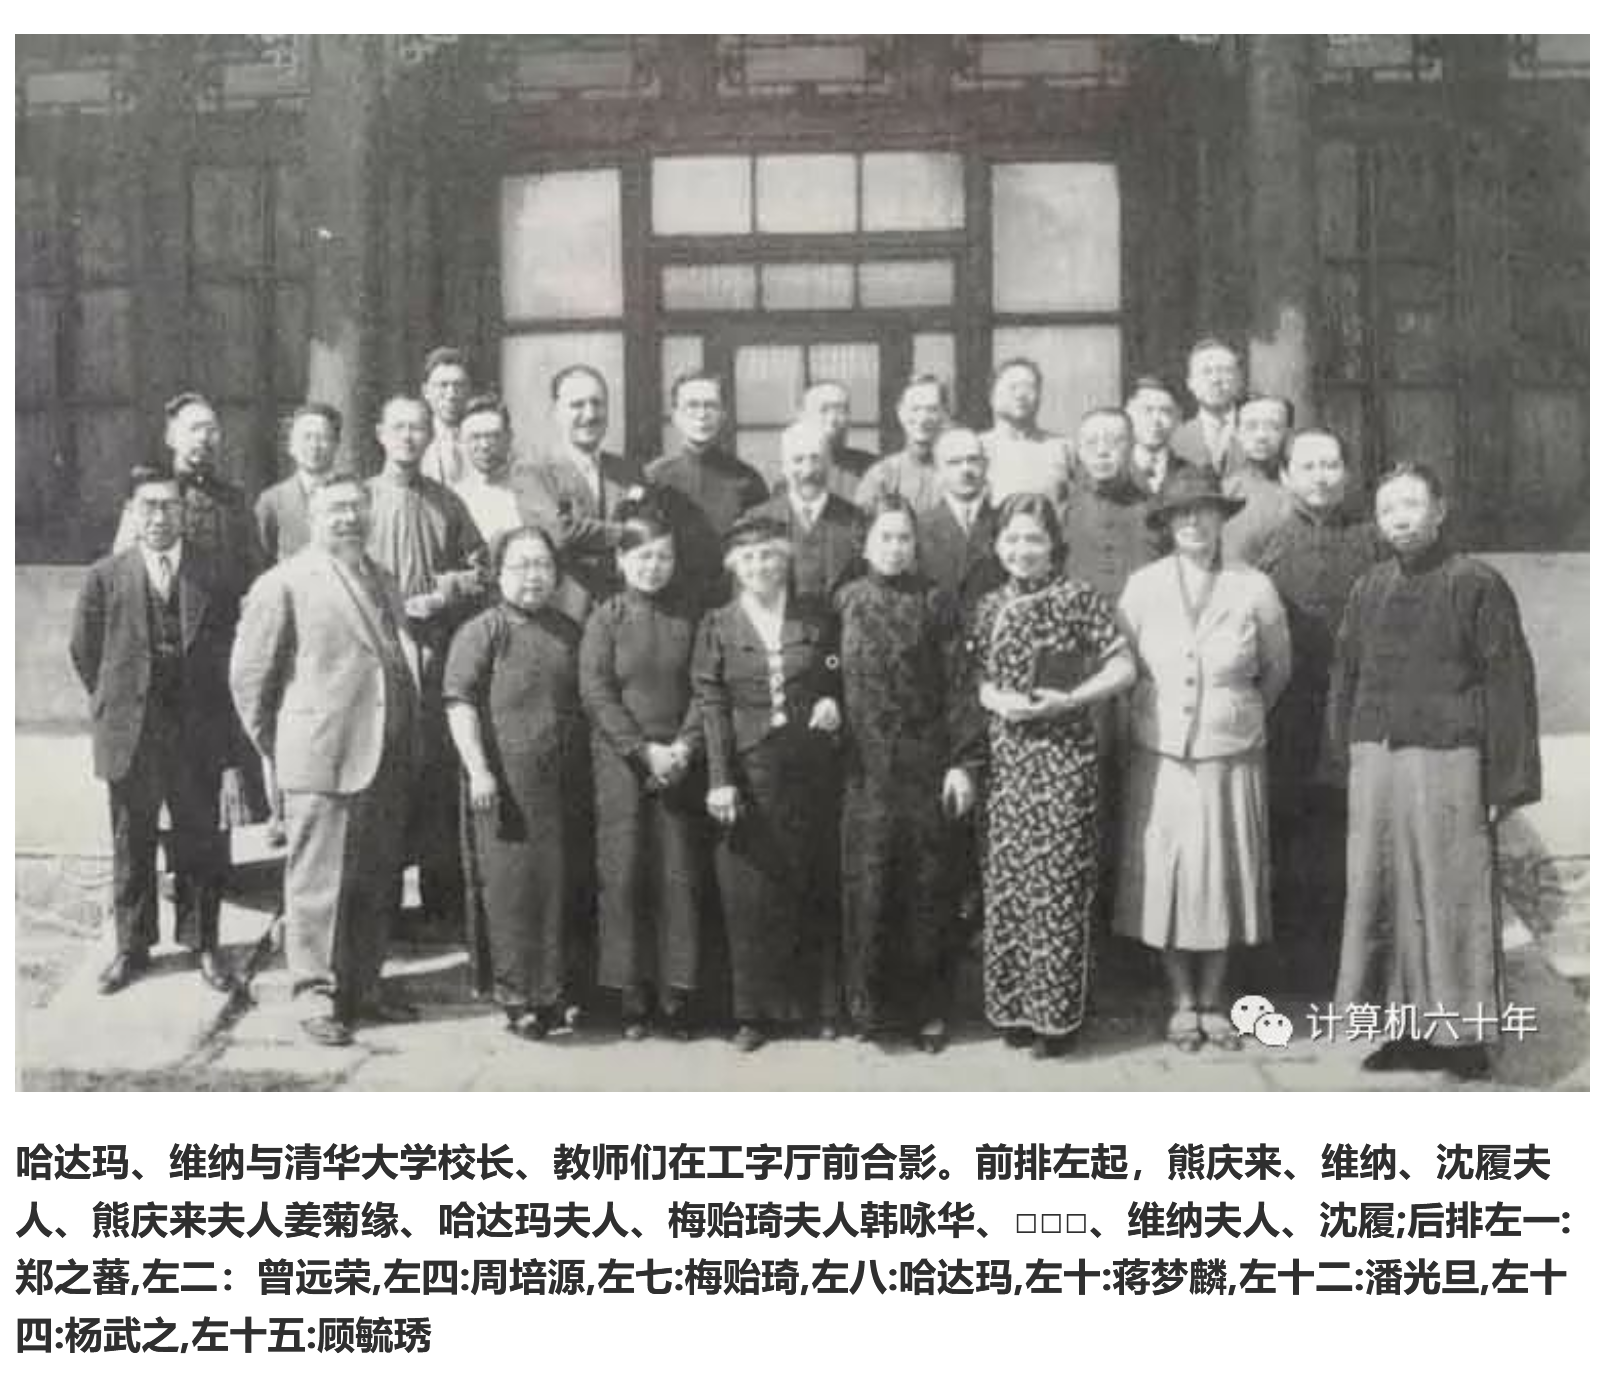 计算机六十年
哈达玛、维纳与清华大学校长、教师们在工字厅前合影。前排左起，熊庆来、维纳、沈履夫
人、熊庆来夫人姜菊缘、哈达玛夫人、梅贻琦夫人韩咏华、□□□、维纳夫人、沈履;后排左一:
郑之蕃,左二：曾远荣,左四:周培源,左七:梅贻琦,左八:哈达玛,左十:蒋梦麟,左十二:潘光旦,左十
四:杨武之,左十五:顾毓琇